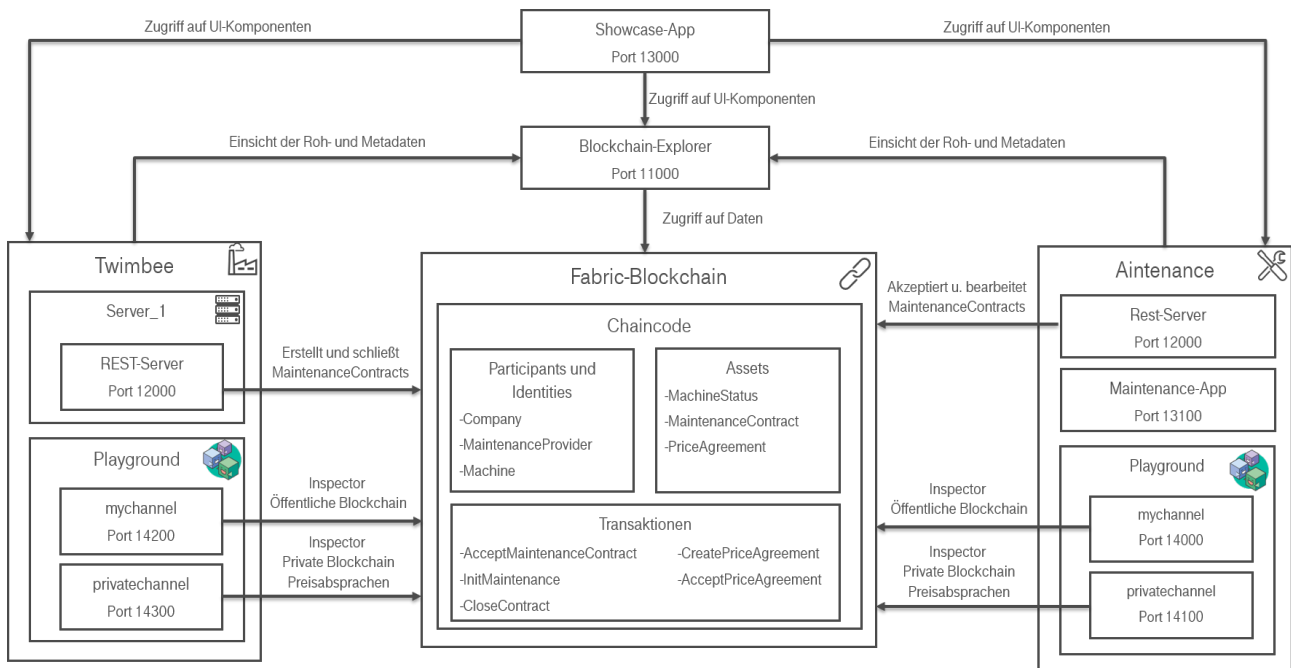 Zugriff auf UI-Komponenten
Showcase-App
Port 13000
Zugriff auf UI-Komponenten
Zugriff auf UI-Komponenten
Einsicht der Roh- und Metadaten
Blockchain-Explorer
Port 11000
Einsicht der Roh- und Metadaten
Zugriff auf Daten
Twimbee
Server_1
REST-Server
Port 12000
Erstellt und schließt
MaintenanceContracts
Playground
mychannel
Port 14200
Inspector
Öffentliche Blockchain
privatechannel
Port 14300
Inspector
Private Blockchain
Preisabsprachen
Fabric-Blockchain
Chaincode
Participants und
Identities
-Company
-MaintenanceProvider
-Machine
Assets
-MachineStatus
-MaintenanceContract
-PriceAgreement
Transaktionen
-AcceptMaintenanceContract
-InitMaintenance
-CloseContract
-CreatePriceAgreement
-AcceptPriceAgreement
Akzeptiert u. bearbeitet
MaintenanceContracts
Inspector
Öffentliche Blockchain
Inspector
Private Blockchain
Preisabsprachen
Aintenance
Rest-Server
Port 12000
Maintenance-App
Port 13100
Playground
mychannel
Port 14000
privatechannel
Port 14100